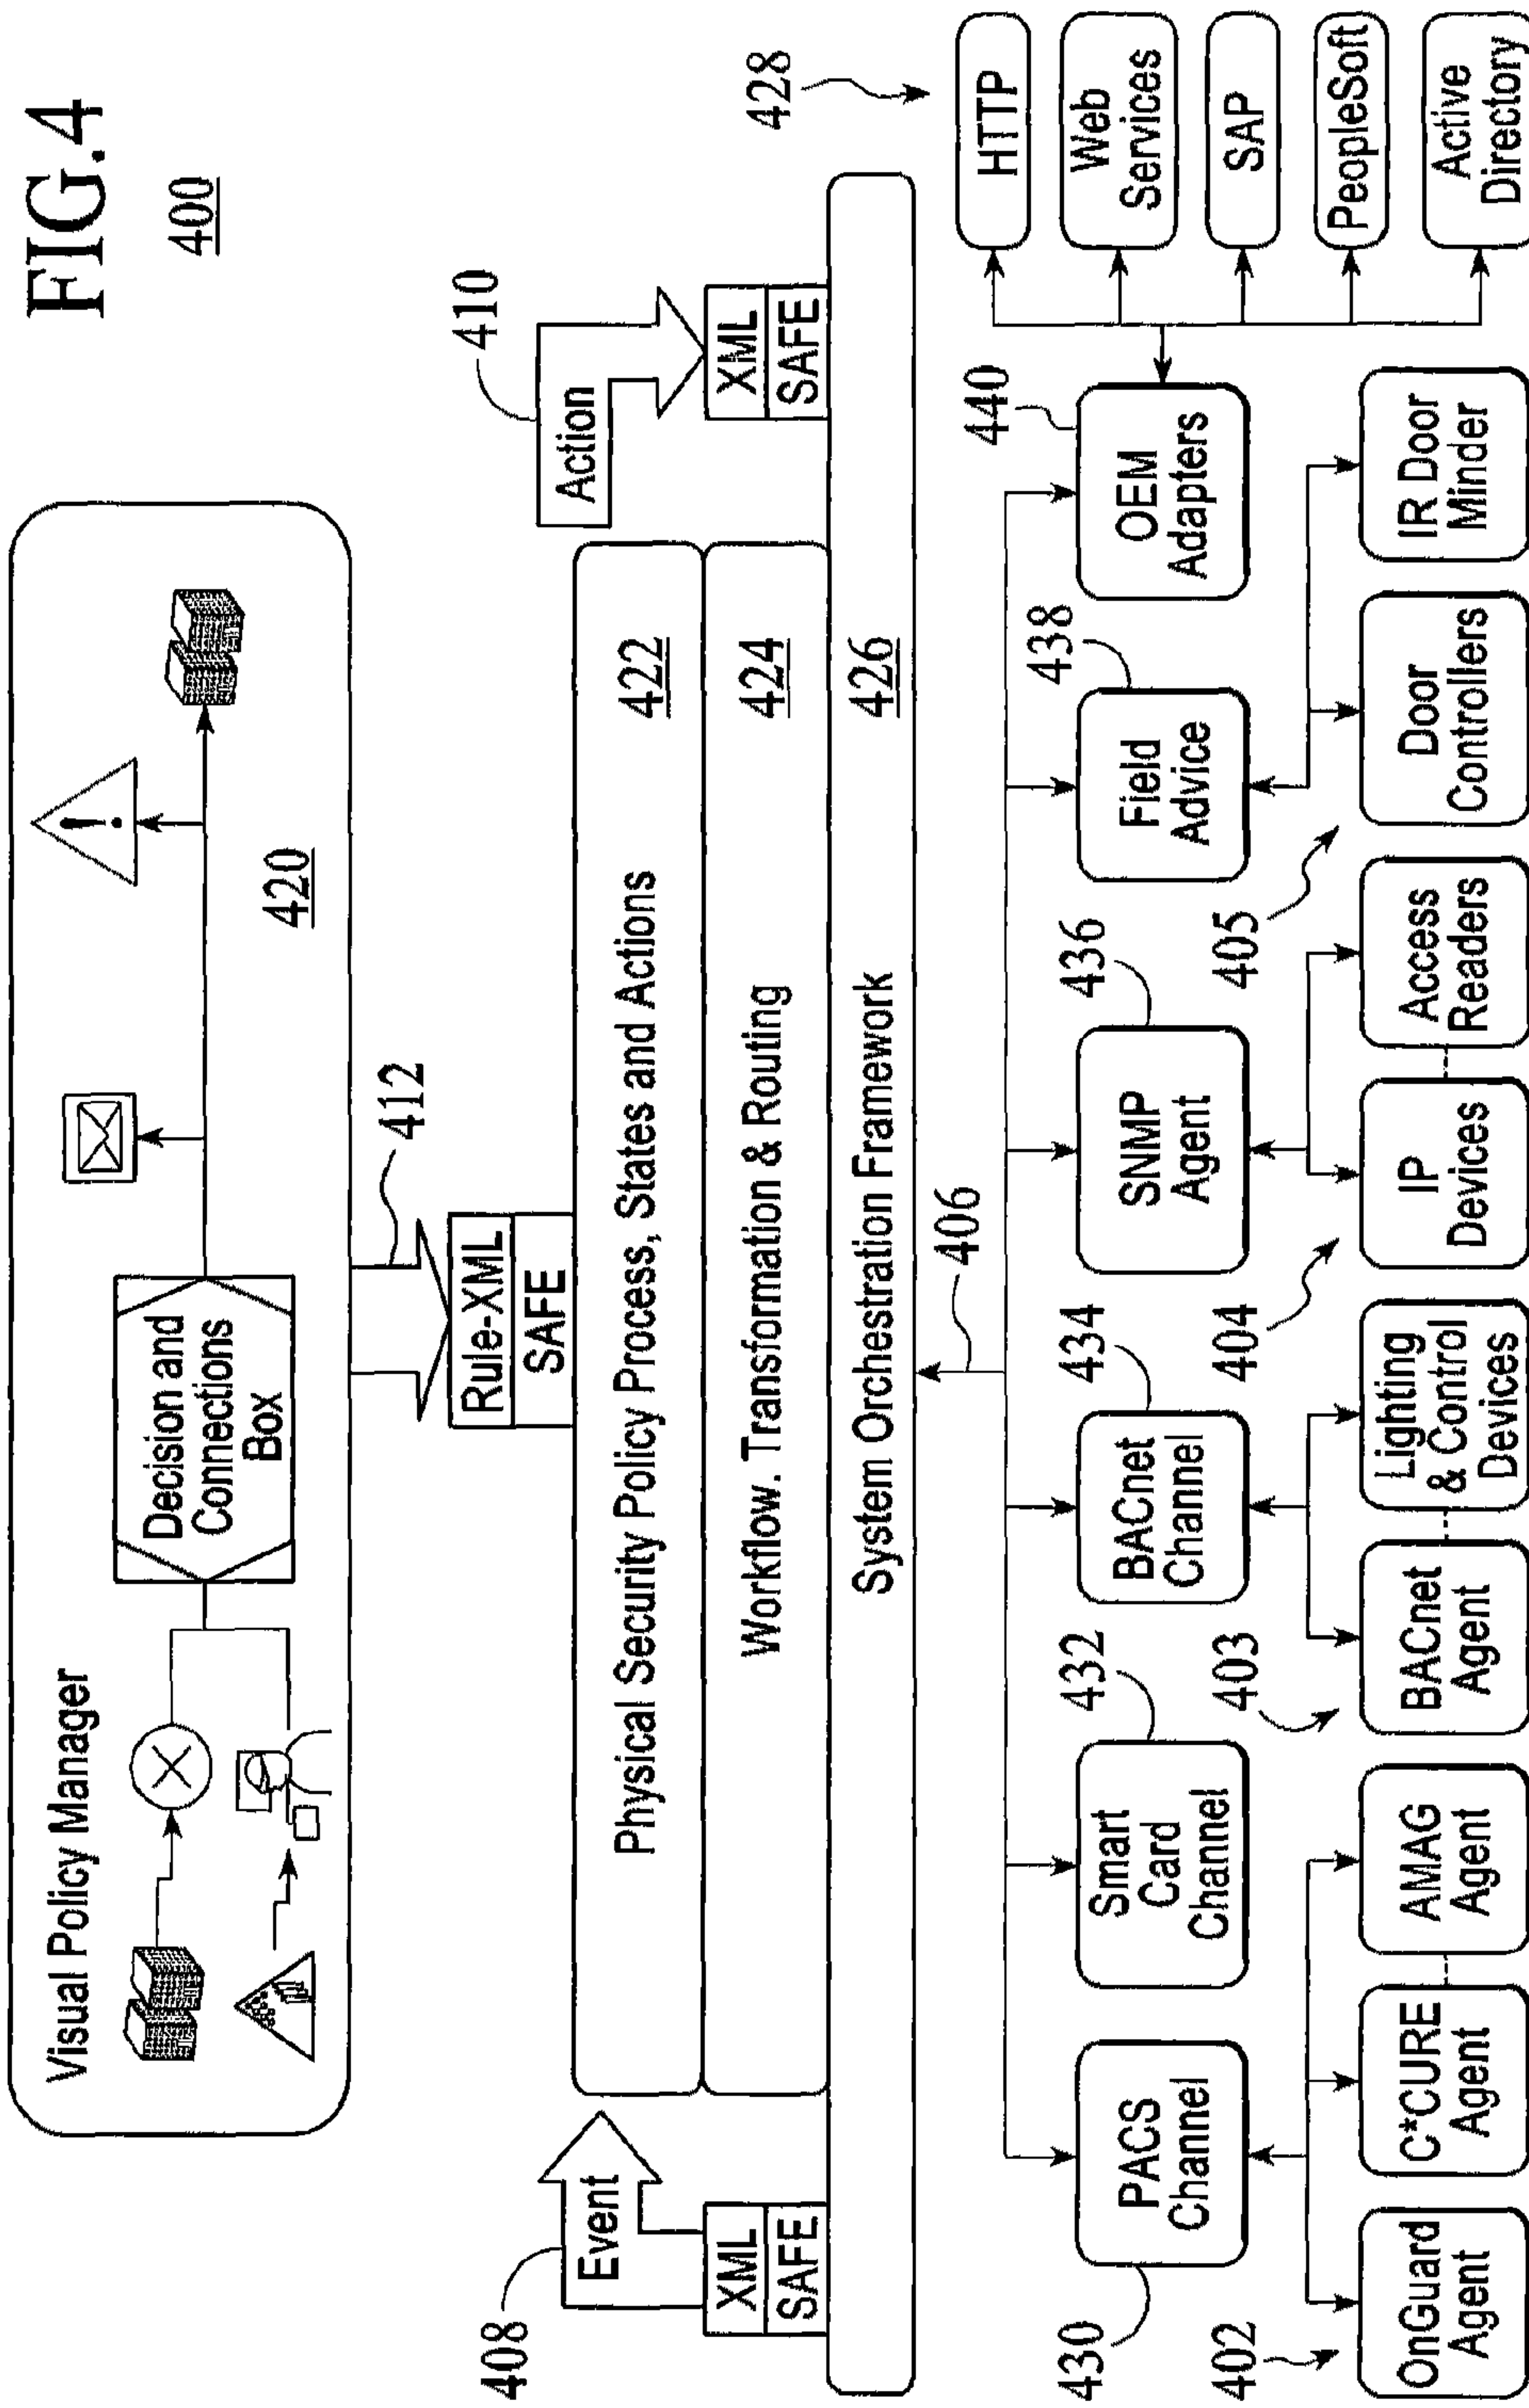 FIG.4
400
Visual Policy Manager
Decision and
Connections
Box
420
412
Rule-XML
SAFE
408
Event
XML
SAFE
410
Action
XML
SAFE
Physical Security Policy Process, States and Actions
422
Workflow. Transformation & Routing
424
System Orchestration Framework
426
406
428
430
PACS
Channel
432
Smart
Card
Channel
434
BACnet
Channel
436
SNMP
Agent
438
Field
Advice
440
OEM
Adapters
HTTP
Web
Services
SAP
PeopleSoft
Active
Directory
402
OnGuard
Agent
C*CURE
Agent
AMAG
Agent
403
BACnet
Agent
Lighting
& Control
Devices
404
IP
Devices
Access
Readers
405
Door
Controllers
IR Door
Minder